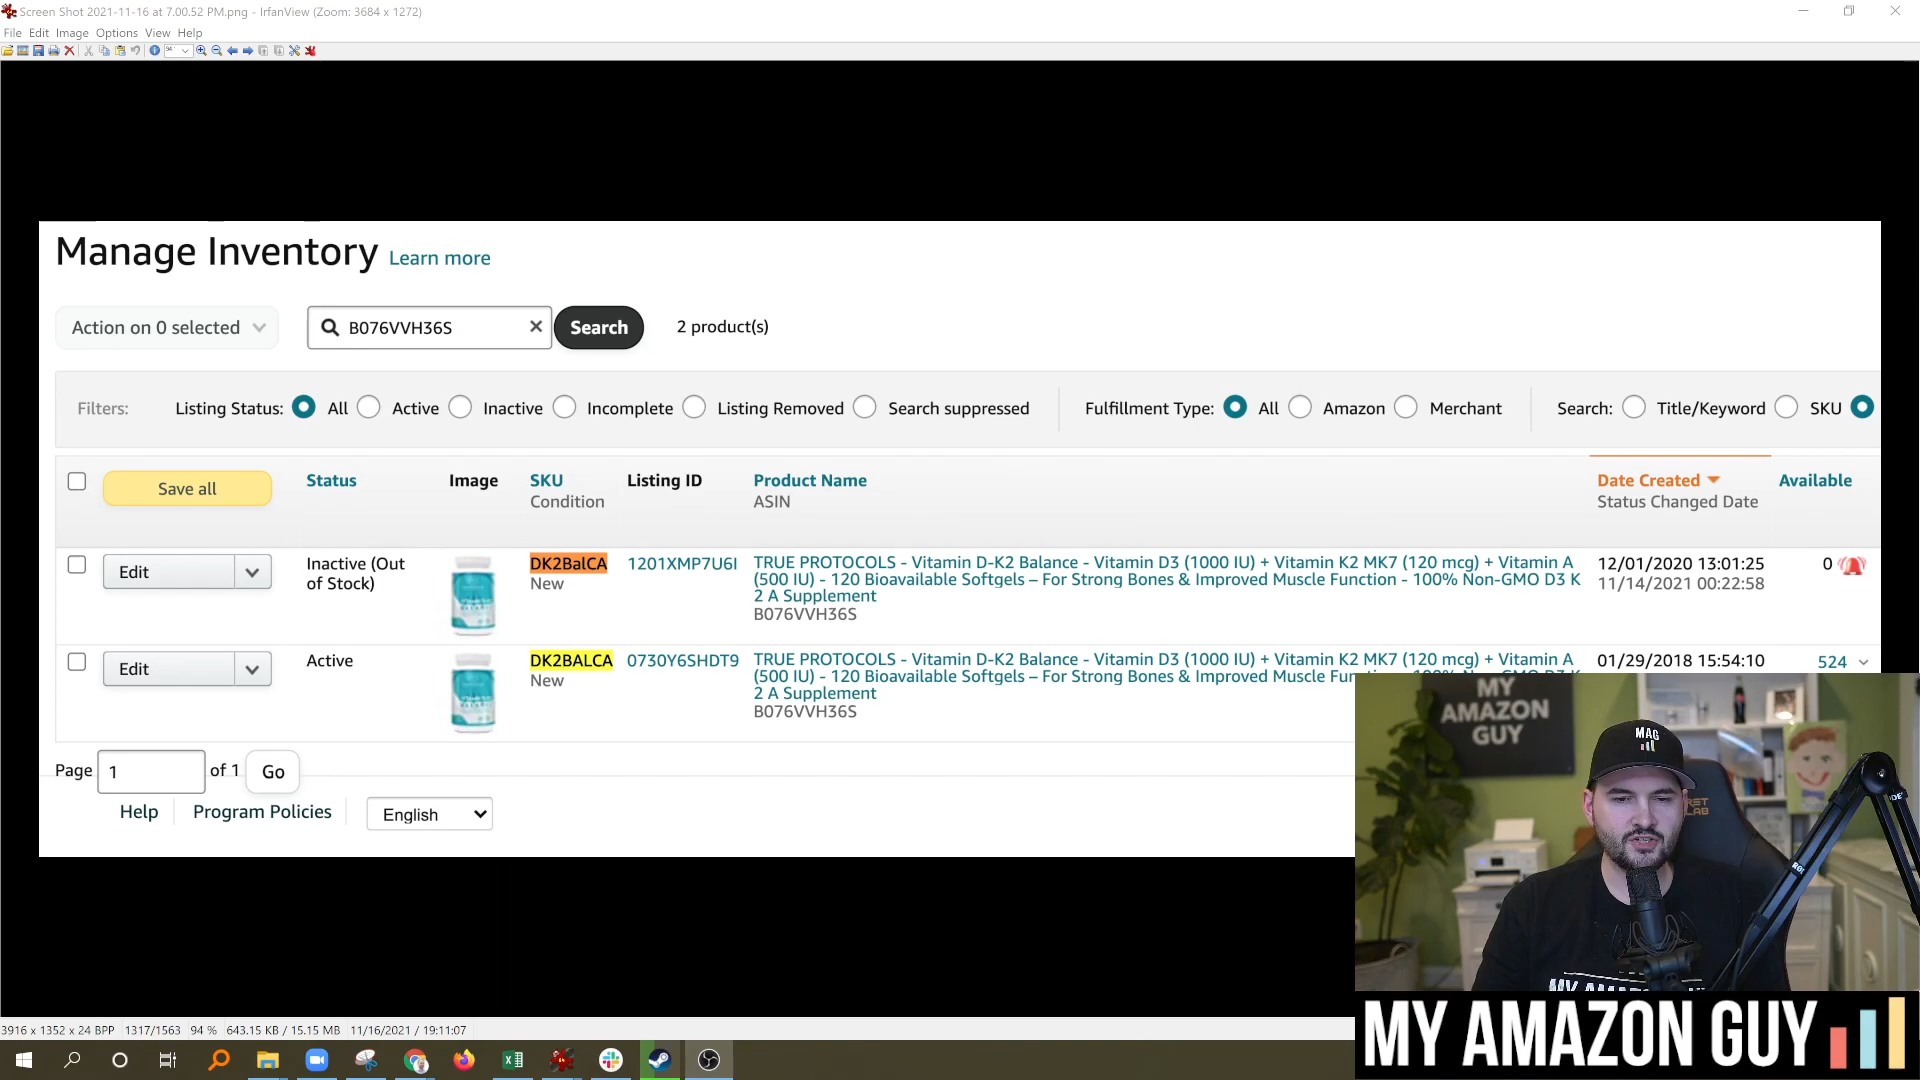 Screen Shot 2021-11-16 at 7.00.52 PM.png - IrfanView (Zoom: 3684 x 1272)
File Edit Image Options View Help
Manage Inventory Learn more
Action on 0 selected B076VVH36S Search 2 product(s)
Filters: Listing Status: All Active Inactive Incomplete Listing Removed Search suppressed Fulfillment Type: All Amazon Merchant Search: Title/Keyword SKU
Save all Status Image SKU Listing ID Product Name Date Created Available
Condition ASIN Status Changed Date
Edit Inactive (Out DK2BalCA 1201XMP7U6I TRUE PROTOCOLS - Vitamin D-K2 Balance - Vitamin D3 (1000 IU) + Vitamin K2 MK7 (120 mcg) + Vitamin A 12/01/2020 13:01:25 0
of Stock) New (500 IU) - 120 Bioavailable Softgels – For Strong Bones & Improved Muscle Function - 100% Non-GMO D3 K 11/14/2021 00:22:58
2 A Supplement
B076VVH36S
Edit Active DK2BALCA 0730Y6SHDT9 TRUE PROTOCOLS - Vitamin D-K2 Balance - Vitamin D3 (1000 IU) + Vitamin K2 MK7 (120 mcg) + Vitamin A 01/29/2018 15:54:10 524
New (500 IU) - 120 Bioavailable Softgels – For Strong Bones & Improved Muscle
2 A Supplement
B076VVH36S
Page 1 of 1 Go
Help Program Policies English
MY
AMAZON
GUY
MAG
MY AMAZON GUY
3916 x 1352 x 24 BPP 1317/1563 94 % 643.15 KB / 15.15 MB 11/16/2021 / 19:11:07